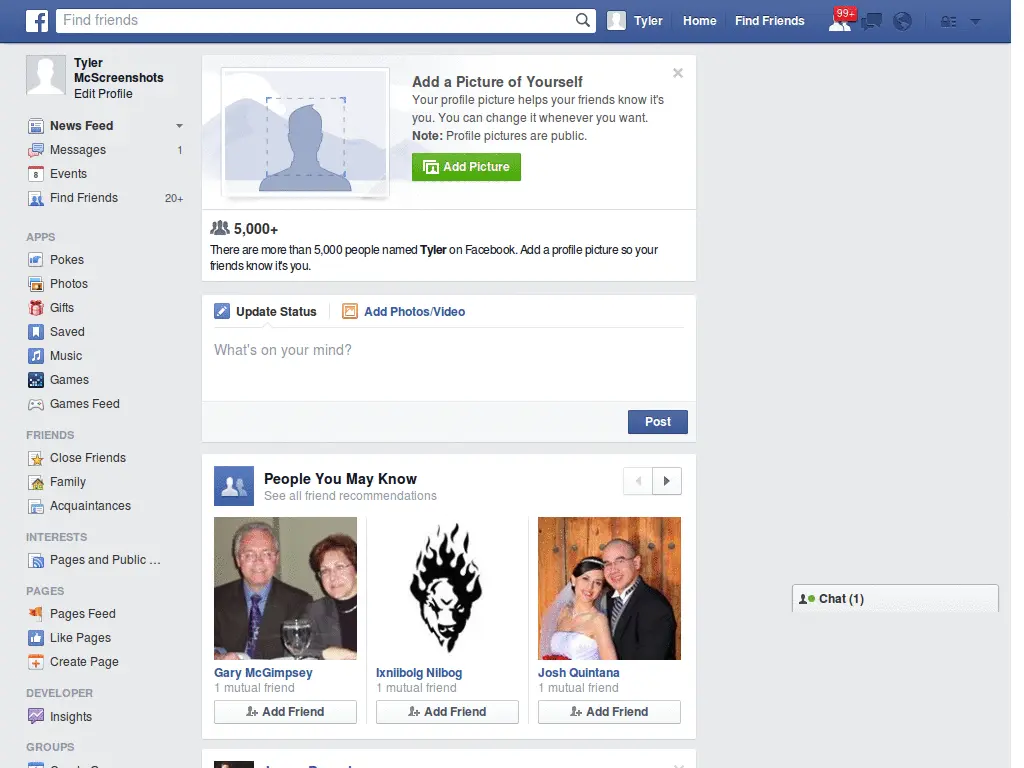 f
Find friends
Tyler
Home
Find Friends
99+
Tyler
McScreenshots
Edit Profile
News Feed
Messages 1
8
Events
Find Friends 20+
APPS
Pokes
Photos
Gifts
Saved
Music
Games
Games Feed
FRIENDS
Close Friends
Family
Acquaintances
INTERESTS
Pages and Public ...
PAGES
Pages Feed
Like Pages
Create Page
DEVELOPER
Insights
GROUPS
Add a Picture of Yourself
Your profile picture helps your friends know it's
you. You can change it whenever you want.
Note: Profile pictures are public.
Add Picture
5,000+
There are more than 5,000 people named Tyler on Facebook. Add a profile picture so your
friends know it's you.
Update Status
Add Photos/Video
What's on your mind?
Post
People You May Know
See all friend recommendations
Gary McGimpsey
1 mutual friend
Add Friend
Ixniibolg Nilbog
1 mutual friend
Add Friend
Josh Quintana
1 mutual friend
Add Friend
Chat (1)